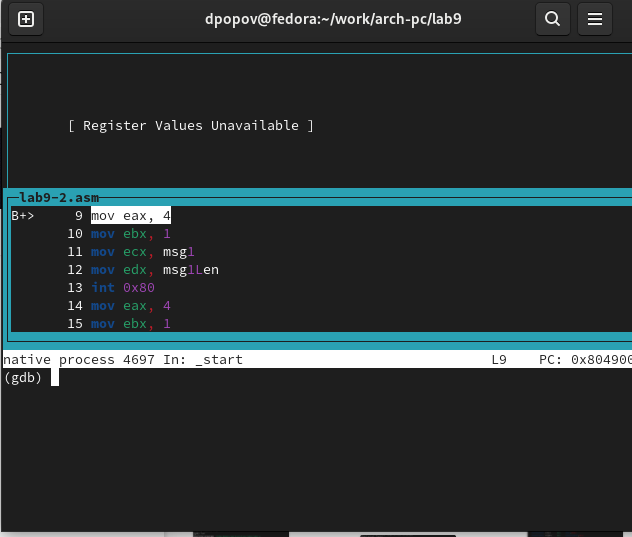 dpopov@fedora:~/work/arch-pc/lab9
[ Register Values Unavailable ]
lab9-2.asm
B+> 9 mov eax, 4
10 mov ebx, 1
11 mov ecx, msg1
12 mov edx, msg1Len
13 int 0x80
14 mov eax, 4
15 mov ebx, 1
native process 4697 In: _start L9 PC: 0x804900
(gdb)